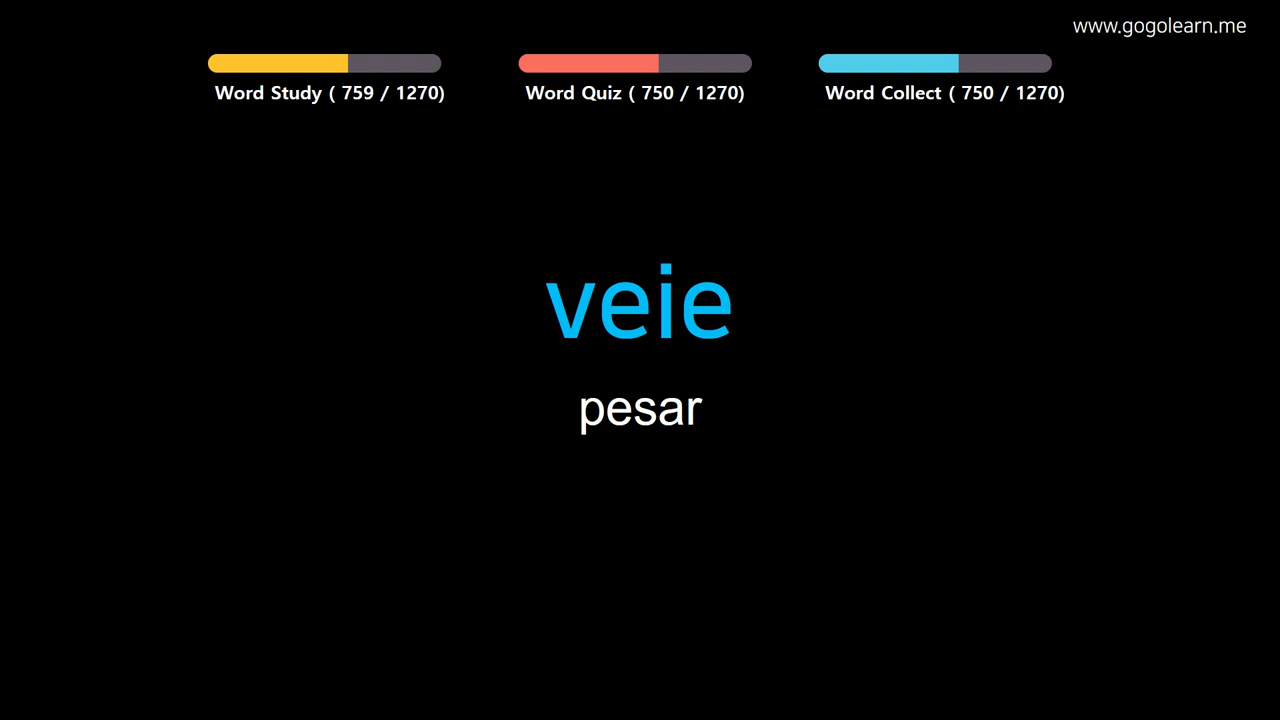 www.gogolearn.me
Word Study ( 759 / 1270)
Word Quiz ( 750 / 1270)
Word Collect ( 750 / 1270)
veie
pesar